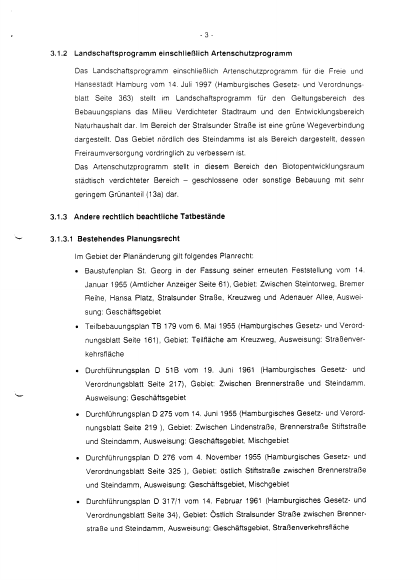 - 3 -
3.1.2 Landschaftsprogramm einschließlich Artenschutzprogramm
Das Landschaftsprogramm einschließlich Artenschutzprogramm für die Freie und
Hansestadt Hamburg vom 14. Juli 1997 (Hamburgisches Gesetz- und Verordnungs-
blatt Seite 363) stellt im Landschaftsprogramm für den Geltungsbereich des
Bebauungsplans das Milieu Verdichteter Stadtraum und den Entwicklungsbereich
Naturhaushalt dar. Im Bereich der Stralsunder Straße ist eine grüne Wegeverbindung
dargestellt. Das Gebiet nördlich des Steindamms ist als Bereich dargestellt, dessen
Freiraumversorgung vordringlich zu verbessern ist.
Das Artenschutzprogramm stellt in diesem Bereich den Biotopentwicklungsraum
städtisch verdichteter Bereich – geschlossene oder sonstige Bebauung mit sehr
geringem Grünanteil (13a) dar.
3.1.3 Andere rechtlich beachtliche Tatbestände
3.1.3.1 Bestehendes Planungsrecht
Im Gebiet der Planänderung gilt folgendes Planrecht:
• Baustufenplan St. Georg in der Fassung seiner erneuten Feststellung vom 14.
Januar 1955 (Amtlicher Anzeiger Seite 61), Gebiet: Zwischen Steintorweg, Bremer
Reihe, Hansa Platz, Stralsunder Straße, Kreuzweg und Adenauer Allee, Auswei-
sung: Geschäftsgebiet
• Teilbebauungsplan TB 179 vom 6. Mai 1955 (Hamburgisches Gesetz- und Verord-
nungsblatt Seite 161), Gebiet: Teilfläche am Kreuzweg, Ausweisung: Straßenver-
kehrsfläche
• Durchführungsplan D 51B vom 19. Juni 1961 (Hamburgisches Gesetz- und
Verordnungsblatt Seite 217), Gebiet: Zwischen Brennerstraße und Steindamm,
Ausweisung: Geschäftsgebiet
• Durchführungsplan D 275 vom 14. Juni 1955 (Hamburgisches Gesetz- und Verord-
nungsblatt Seite 219 ), Gebiet: Zwischen Lindenstraße, Brennerstraße Stiftstraße
und Steindamm, Ausweisung: Geschäftsgebiet, Mischgebiet
• Durchführungsplan D 276 vom 4. November 1955 (Hamburgisches Gesetz- und
Verordnungsblatt Seite 325 ), Gebiet: östlich Stiftstraße zwischen Brennerstraße
und Steindamm, Ausweisung: Geschäftsgebiet, Mischgebiet
• Durchführungsplan D 317/1 vom 14. Februar 1961 (Hamburgisches Gesetz- und
Verordnungsblatt Seite 34), Gebiet: Östlich Stralsunder Straße zwischen Brenner-
straße und Steindamm, Ausweisung: Geschäftsgebiet, Straßenverkehrsfläche